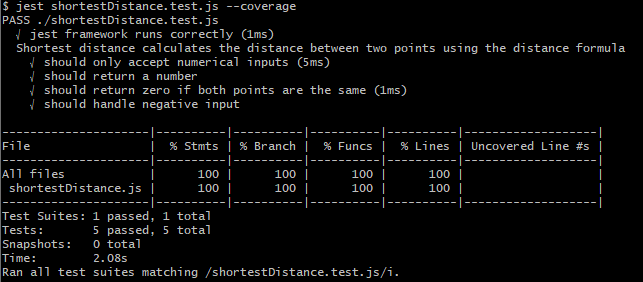 $ jest shortestDistance.test.js --coverage
PASS ./shortestDistance.test.js
  √ jest framework runs correctly (1ms)
  Shortest distance calculates the distance between two points using the distance formula
    √ should only accept numerical inputs (5ms)
    √ should return a number
    √ should return zero if both points are the same (1ms)
    √ should handle negative input
---------------------|----------|----------|----------|----------|-------------------|
File                 |  % Stmts | % Branch |  % Funcs |  % Lines | Uncovered Line #s |
---------------------|----------|----------|----------|----------|-------------------|
All files            |      100 |      100 |      100 |      100 |                   |
 shortestDistance.js |      100 |      100 |      100 |      100 |                   |
---------------------|----------|----------|----------|----------|-------------------|
Test Suites: 1 passed, 1 total
Tests:       5 passed, 5 total
Snapshots:   0 total
Time:        2.08s
Ran all test suites matching /shortestDistance.test.js/i.